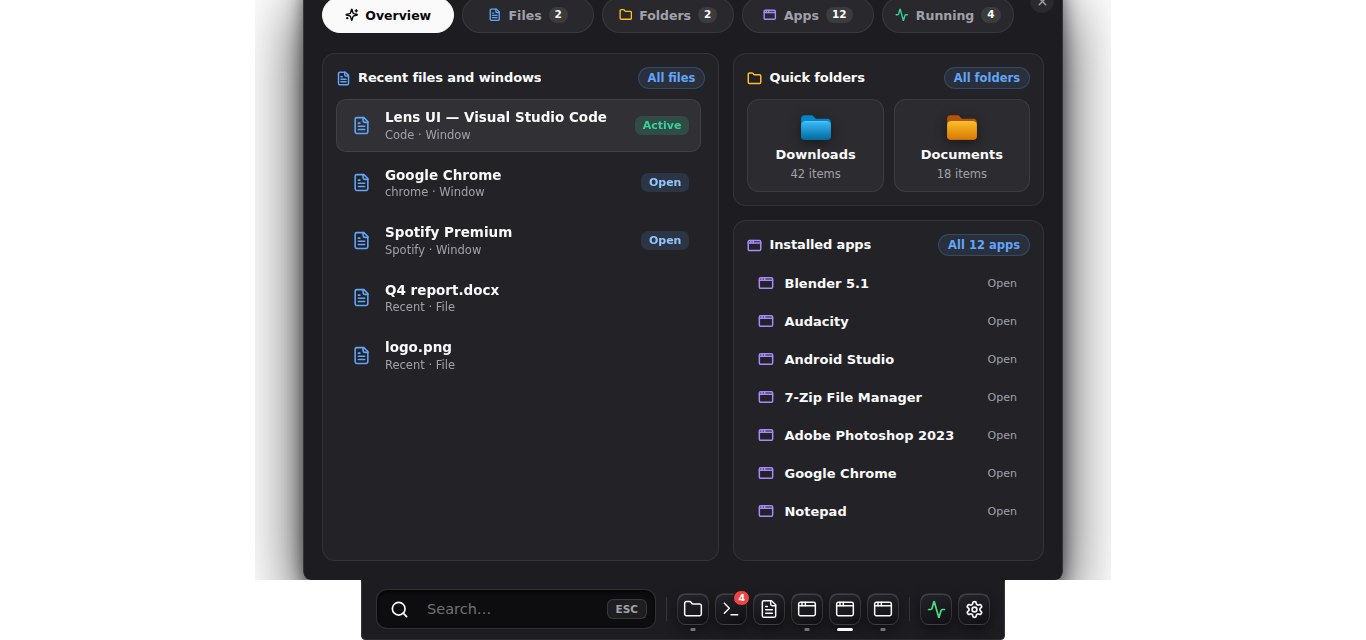 Overview
Files 2
Folders 2
Apps 12
Running 4
Recent files and windows
All files
Lens UI — Visual Studio Code
Code · Window
Active
Google Chrome
chrome · Window
Open
Spotify Premium
Spotify · Window
Open
Q4 report.docx
Recent · File
logo.png
Recent · File
Quick folders
All folders
Downloads
42 items
Documents
18 items
Installed apps
All 12 apps
Blender 5.1
Open
Audacity
Open
Android Studio
Open
7-Zip File Manager
Open
Adobe Photoshop 2023
Open
Google Chrome
Open
Notepad
Open
Search...
ESC
4